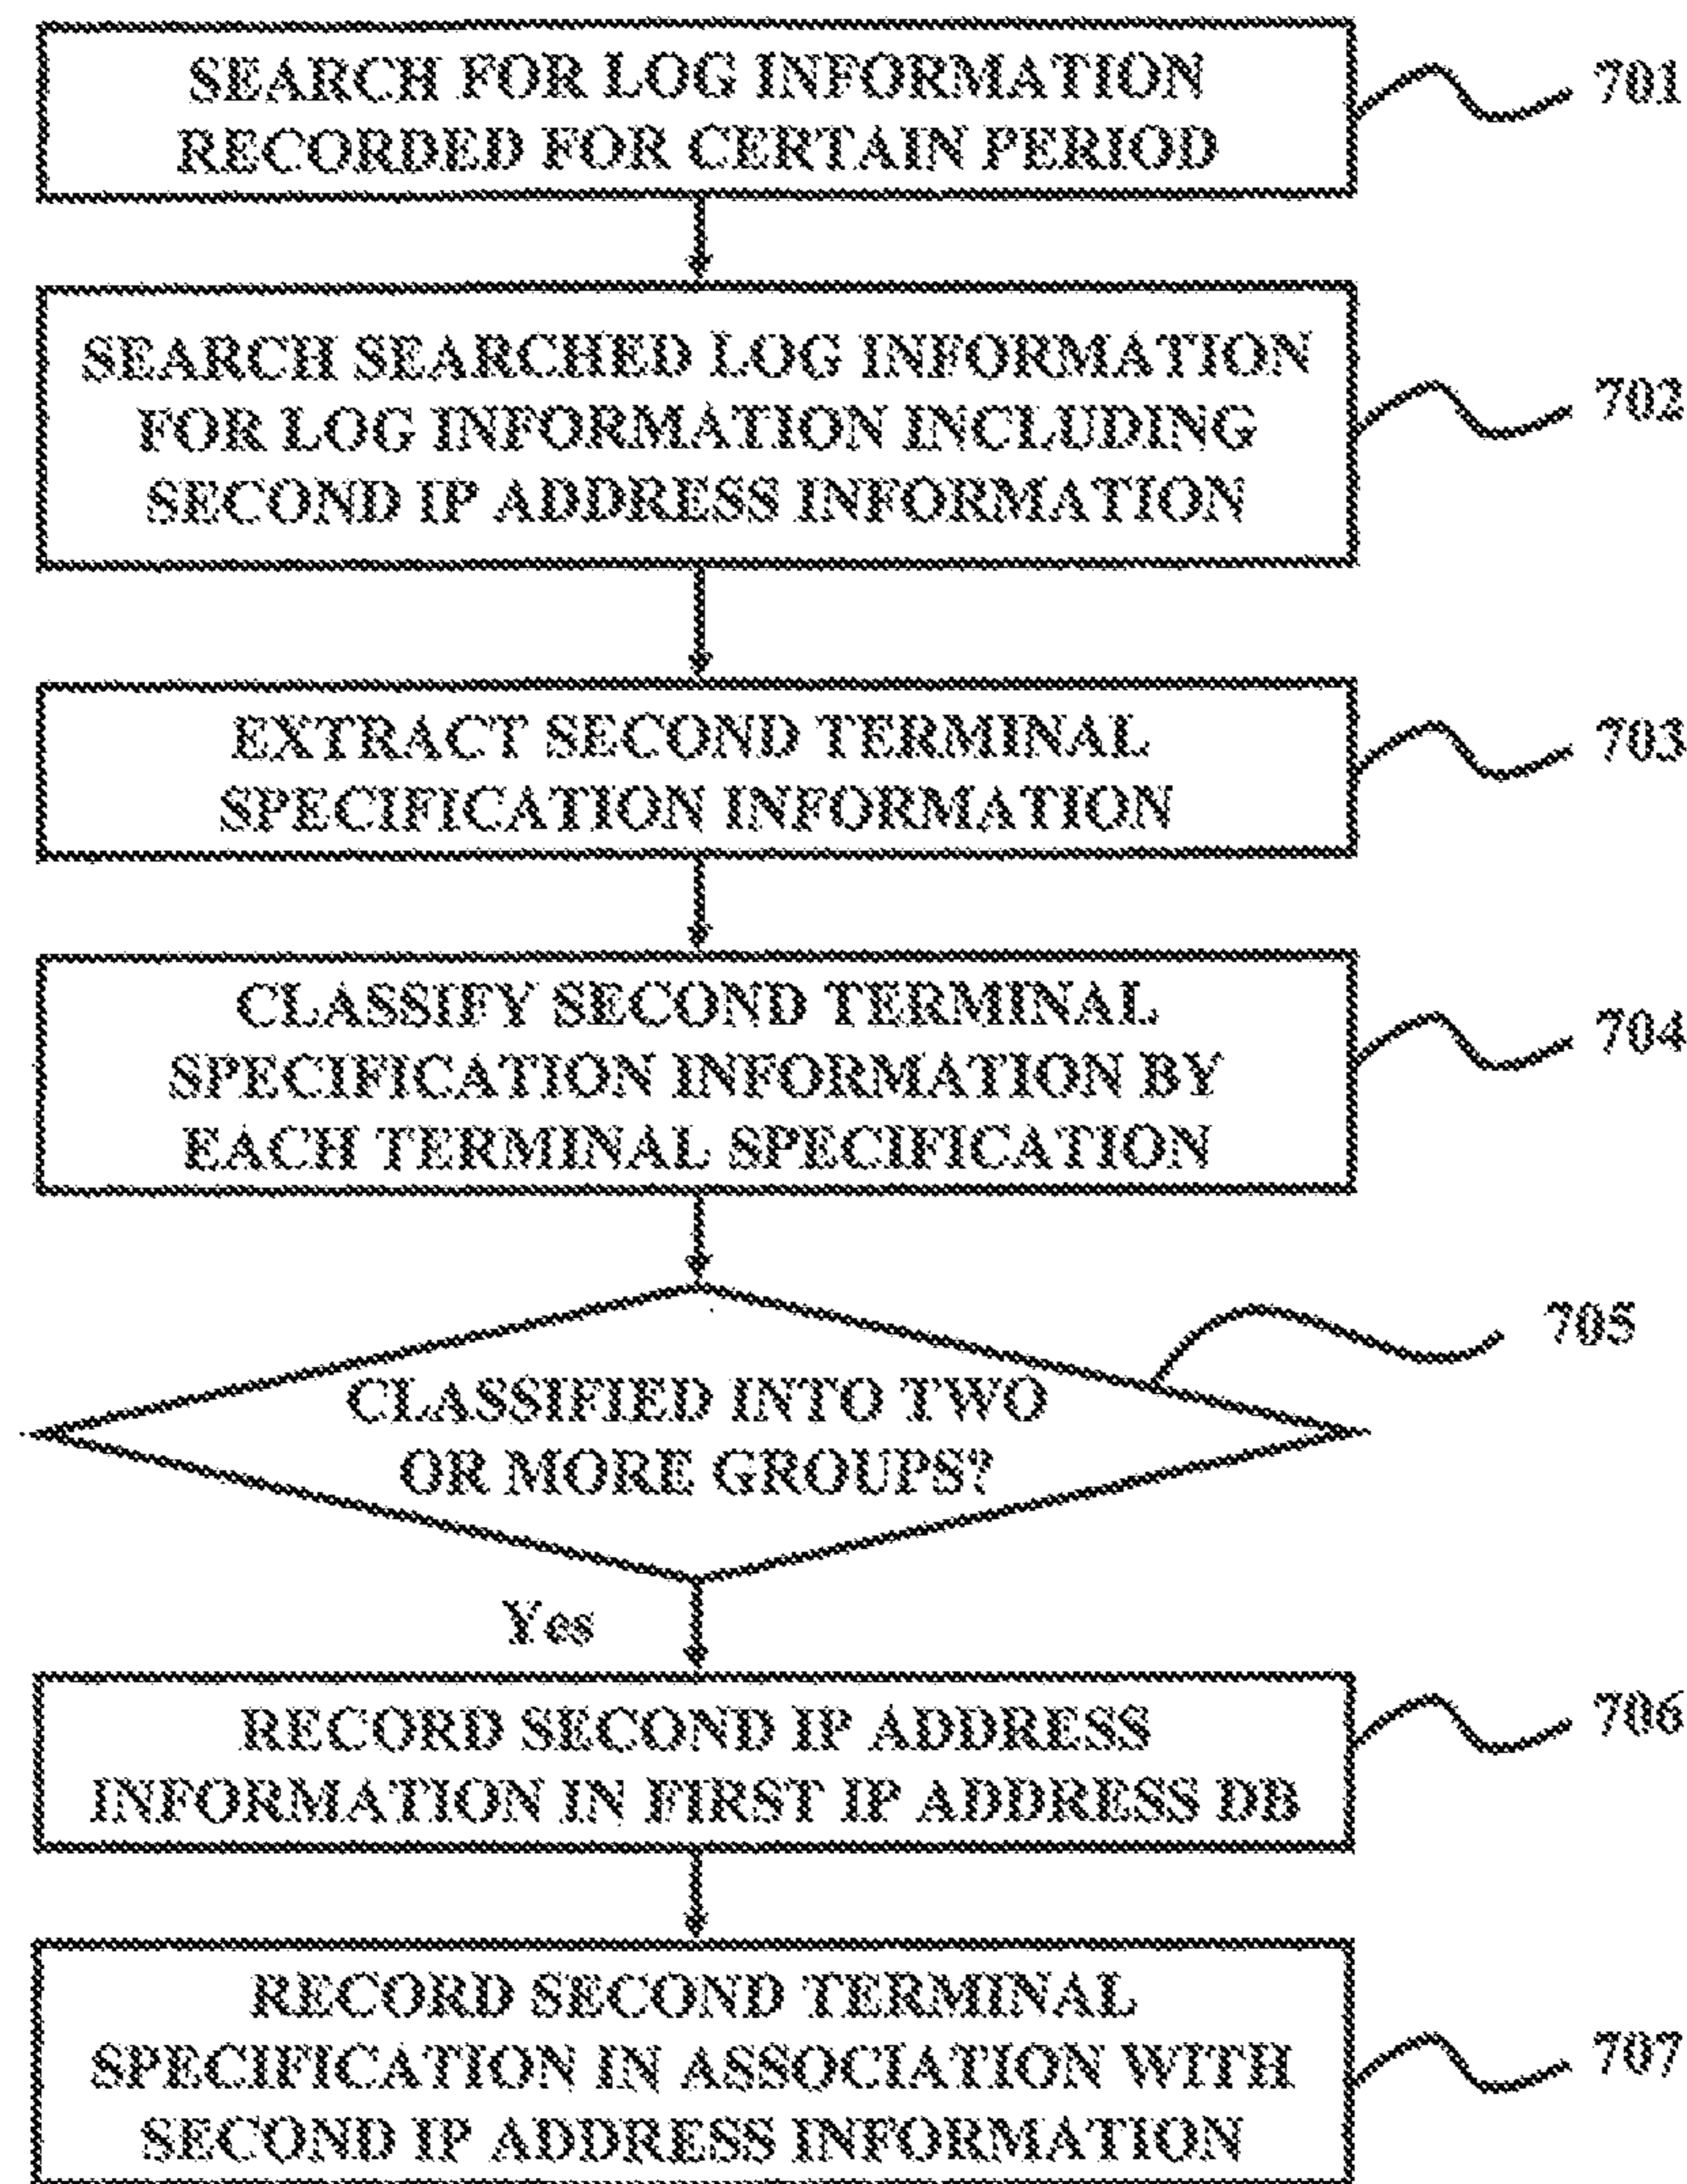 SEARCH FOR LOG INFORMATION
RECORDED FOR CERTAIN PERIOD
701
SEARCH SEARCHED LOG INFORMATION
FOR LOG INFORMATION INCLUDING
SECOND IP ADDRESS INFORMATION
702
EXTRACT SECOND TERMINAL
SPECIFICATION INFORMATION
703
CLASSIFY SECOND TERMINAL
SPECIFICATION INFORMATION BY
EACH TERMINAL SPECIFICATION
704
CLASSIFIED INTO TWO
OR MORE GROUPS?
705
Yes
RECORD SECOND IP ADDRESS
INFORMATION IN FIRST IP ADDRESS DB
706
RECORD SECOND TERMINAL
SPECIFICATION IN ASSOCIATION WITH
SECOND IP ADDRESS INFORMATION
707